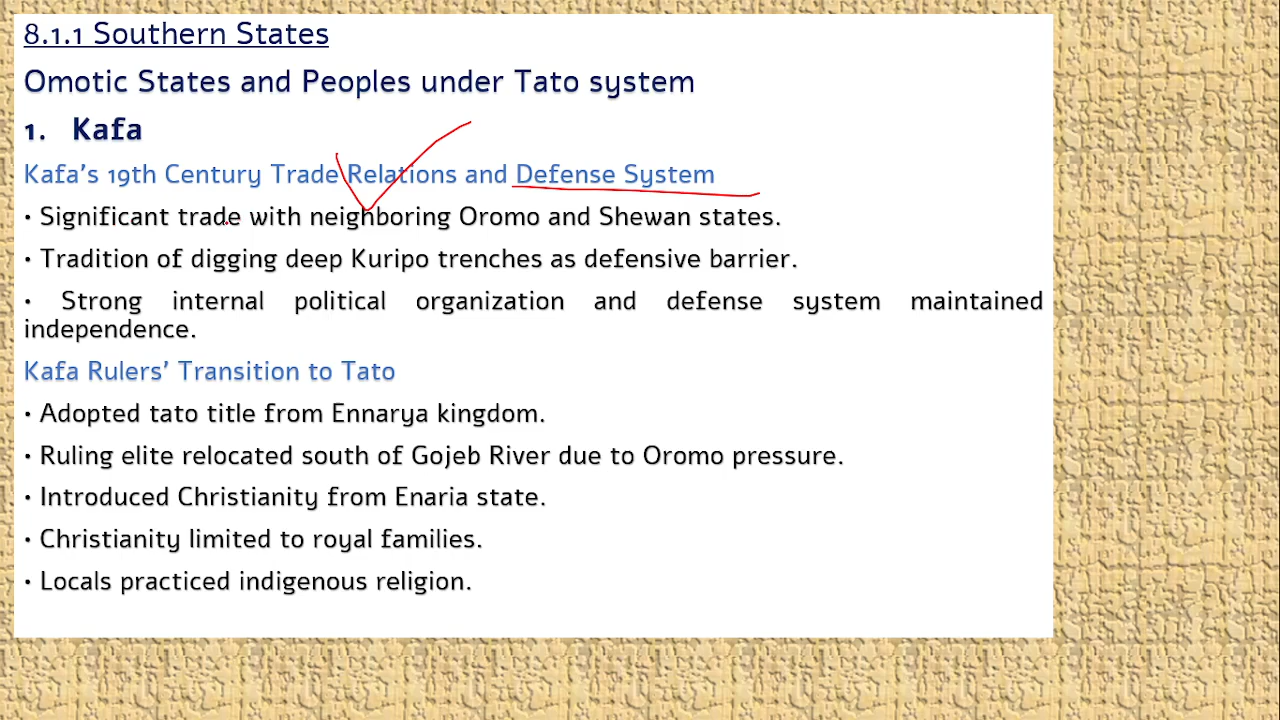 8.1.1 Southern States
Omotic States and Peoples under Tato system
1. Kafa
Kafa's 19th Century Trade Relations and Defense System
• Significant trade with neighboring Oromo and Shewan states.
• Tradition of digging deep Kuripo trenches as defensive barrier.
• Strong internal political organization and defense system maintained
independence.
Kafa Rulers' Transition to Tato
• Adopted tato title from Ennarya kingdom.
• Ruling elite relocated south of Gojeb River due to Oromo pressure.
• Introduced Christianity from Enaria state.
• Christianity limited to royal families.
• Locals practiced indigenous religion.